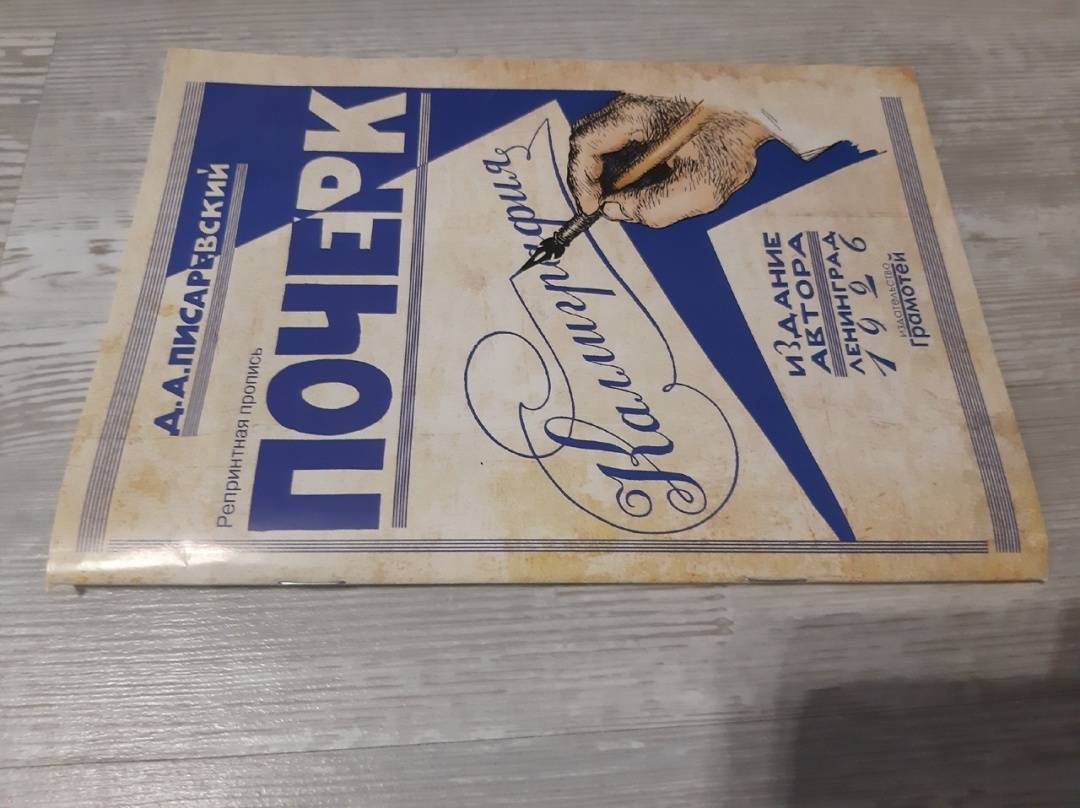 Д.А.ПИСАРЕВСКИЙ
Репринтная пропись
ПОЧЕРК
Каллиграфия
ИЗДАНИЕ
АВТОРА
ЛЕНИНГРАД
1926
ИЗДАТЕЛЬСТВО
грамотей